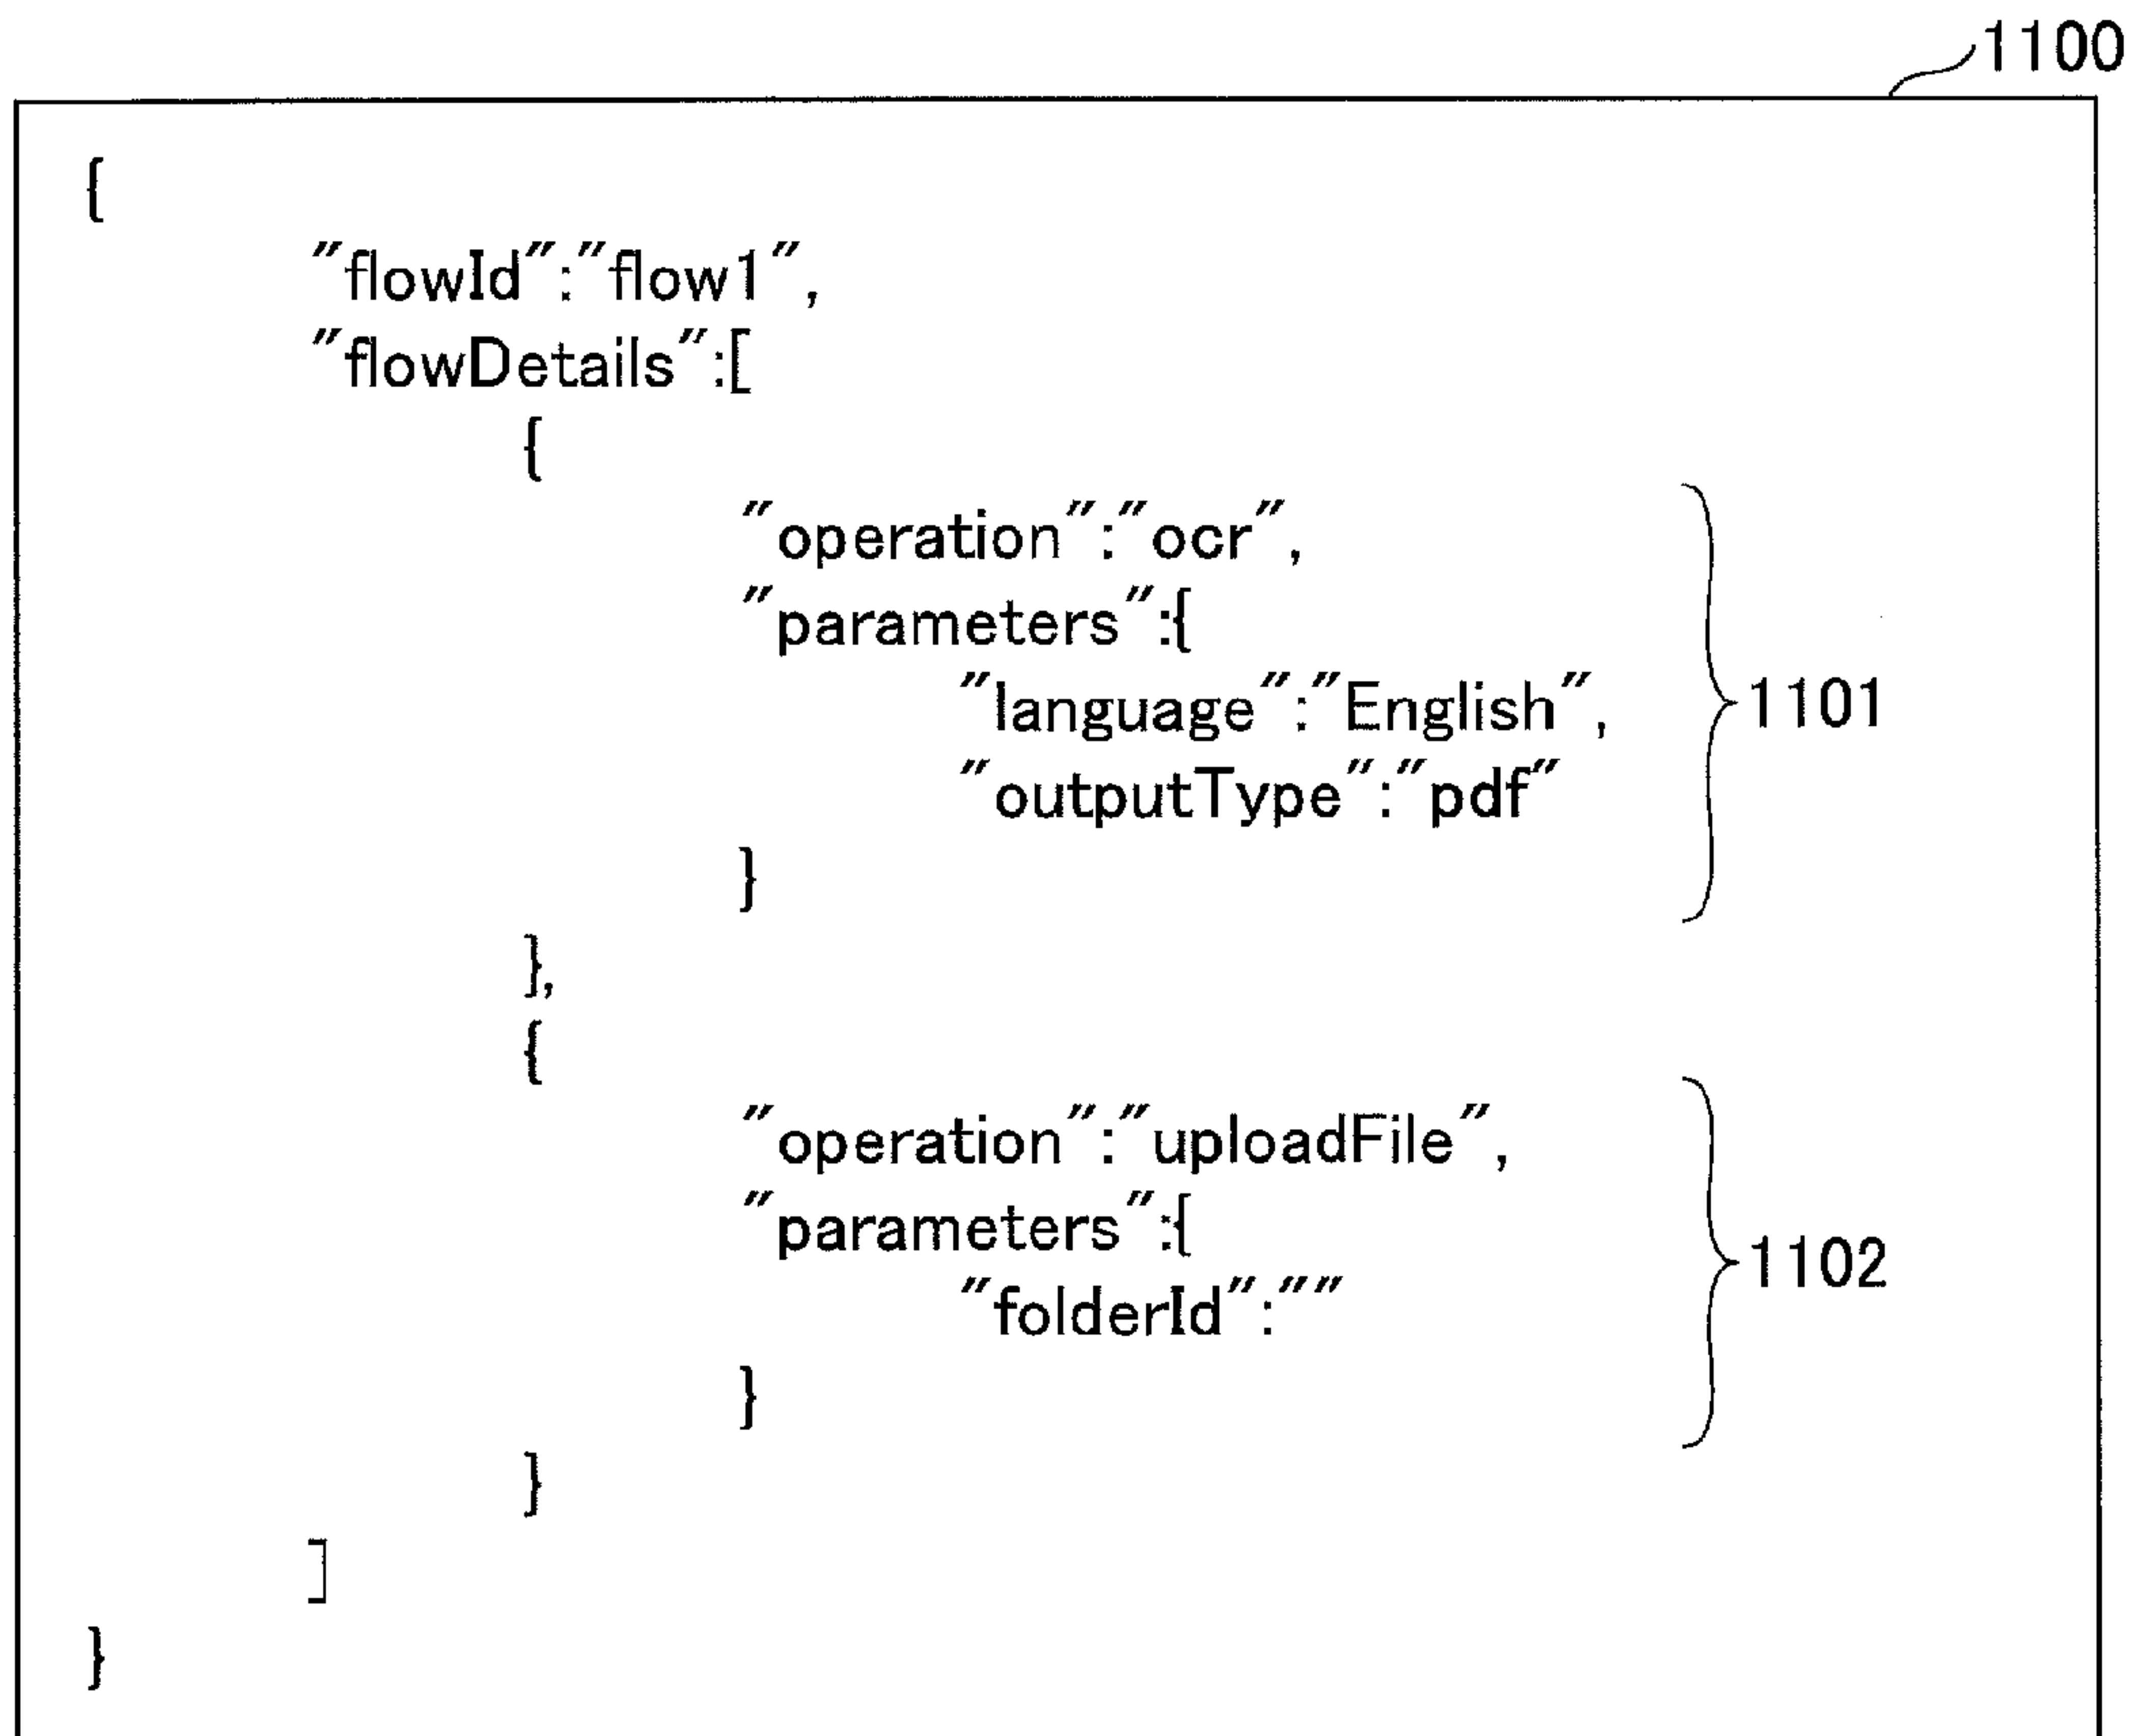 1100
{
"flowId":"flow1",
"flowDetails":[
{
"operation":"ocr",
"parameters":{
"language":"English",
"outputType":"pdf"
}
1101
},
{
"operation":"uploadFile",
"parameters":{
"folderId":""
}
1102
}
]
}